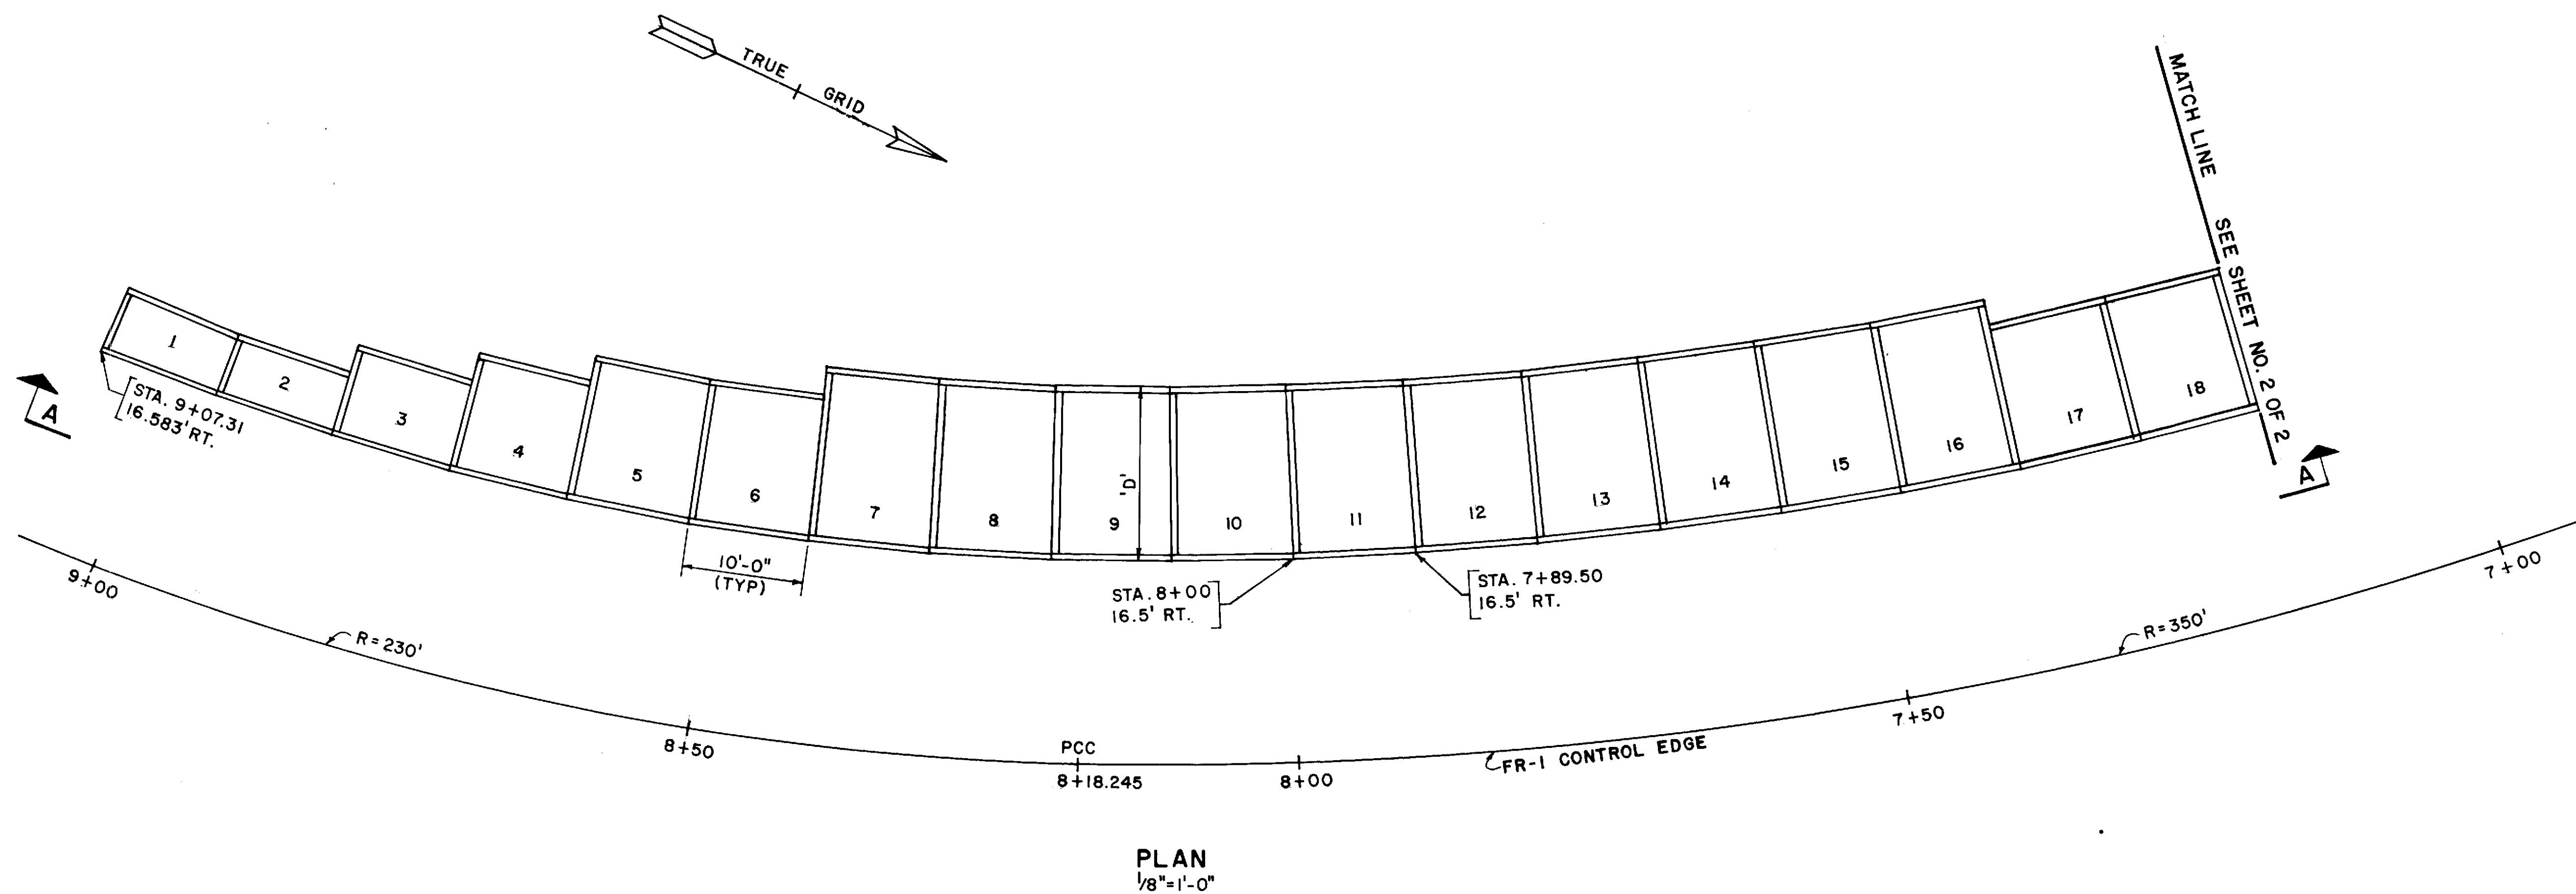 TRUE
GRID
MATCH LINE SEE SHEET NO. 2 OF 2
1
2
3
4
5
6
7
8
9
10
11
12
13
14
15
16
17
18
STA. 9+07.31
16.583' RT.
A
A
'D'
10'-0"
(TYP)
STA. 8+00
16.5' RT.
STA. 7+89.50
16.5' RT.
9+00
R=230'
8+50
PCC
8+18.245
8+00
FR-1 CONTROL EDGE
7+50
R=350'
7+00
PLAN
1/8"=1'-0"